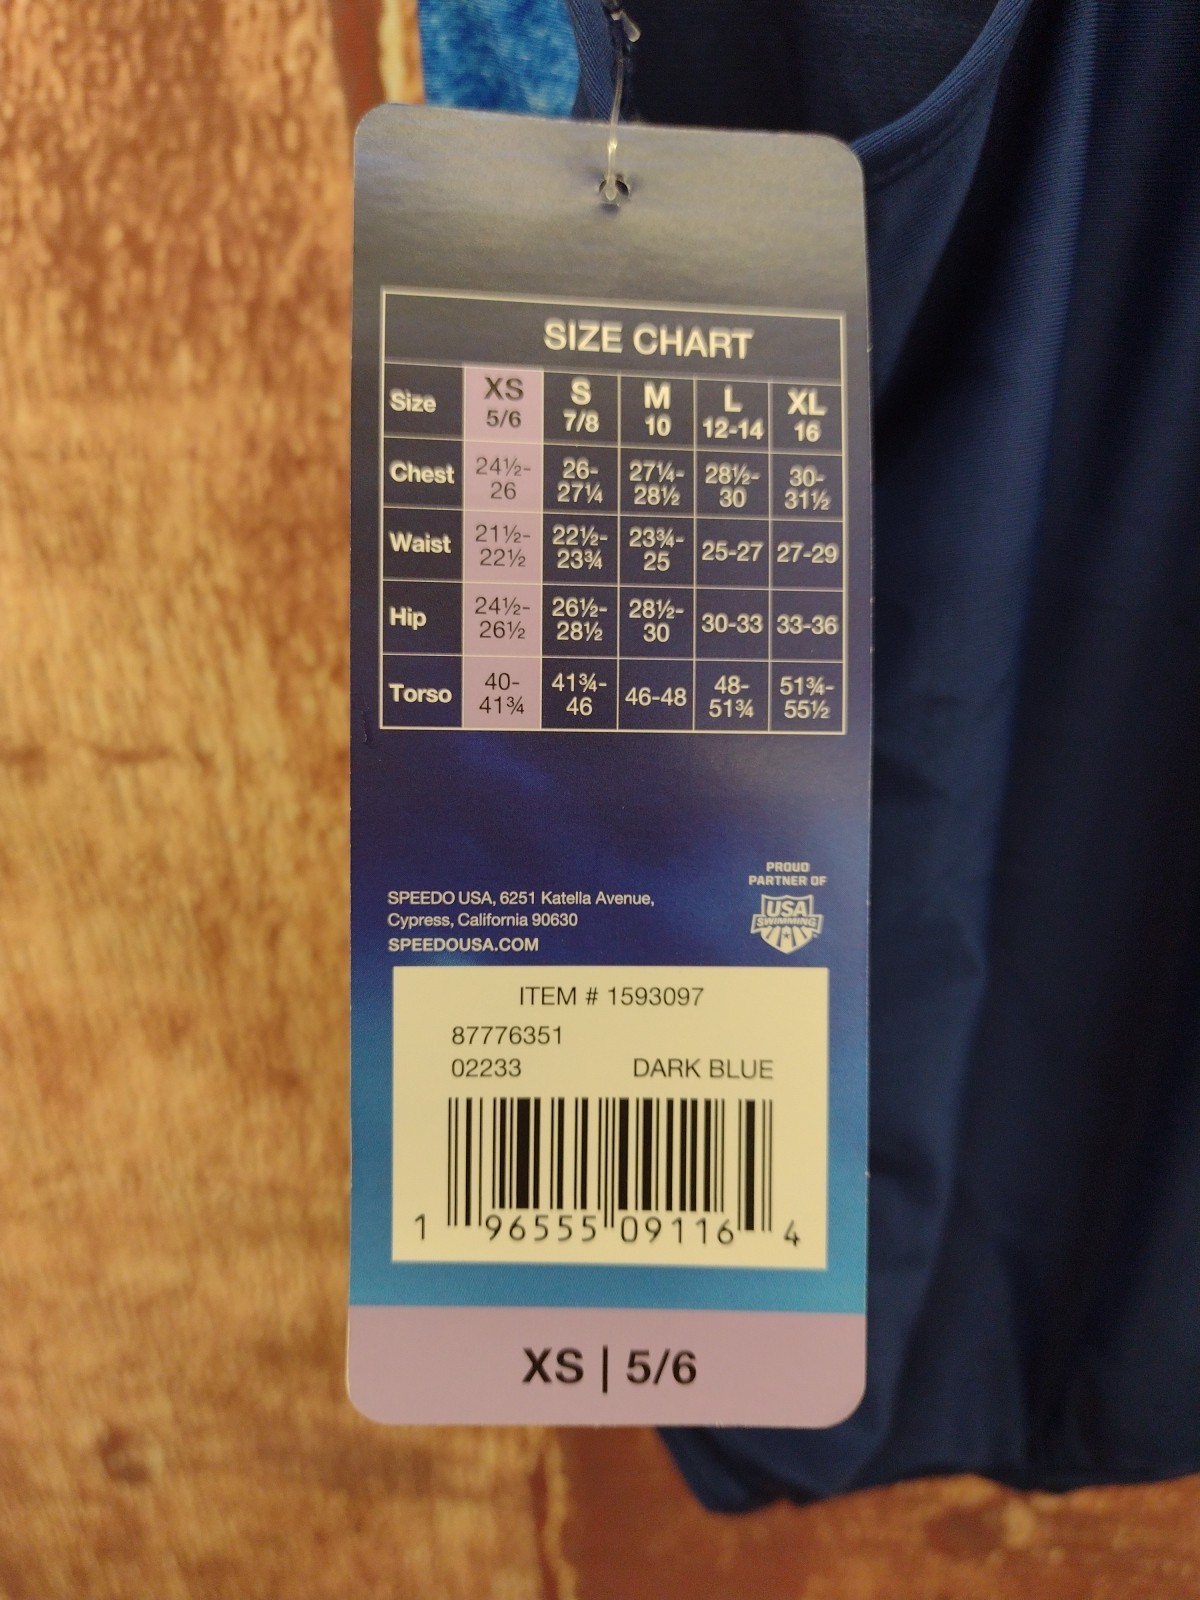 SIZE CHART
Size XS 5/6 S 7/8 M 10 L 12-14 XL 16
Chest 24½-26 26-27¼ 27¼-28½ 28½-30 30-31½
Waist 21½-22½ 22½-23¾ 23¾-25 25-27 27-29
Hip 24½-26½ 26½-28½ 28½-30 30-33 33-36
Torso 40-41¾ 41¾-46 46-48 48-51¾ 51¾-55½
PROUD
PARTNER OF
USA
SWIMMING
SPEEDO USA, 6251 Katella Avenue,
Cypress, California 90630
SPEEDOUSA.COM
ITEM # 1593097
87776351
02233 DARK BLUE
1 96555 09116 4
XS | 5/6